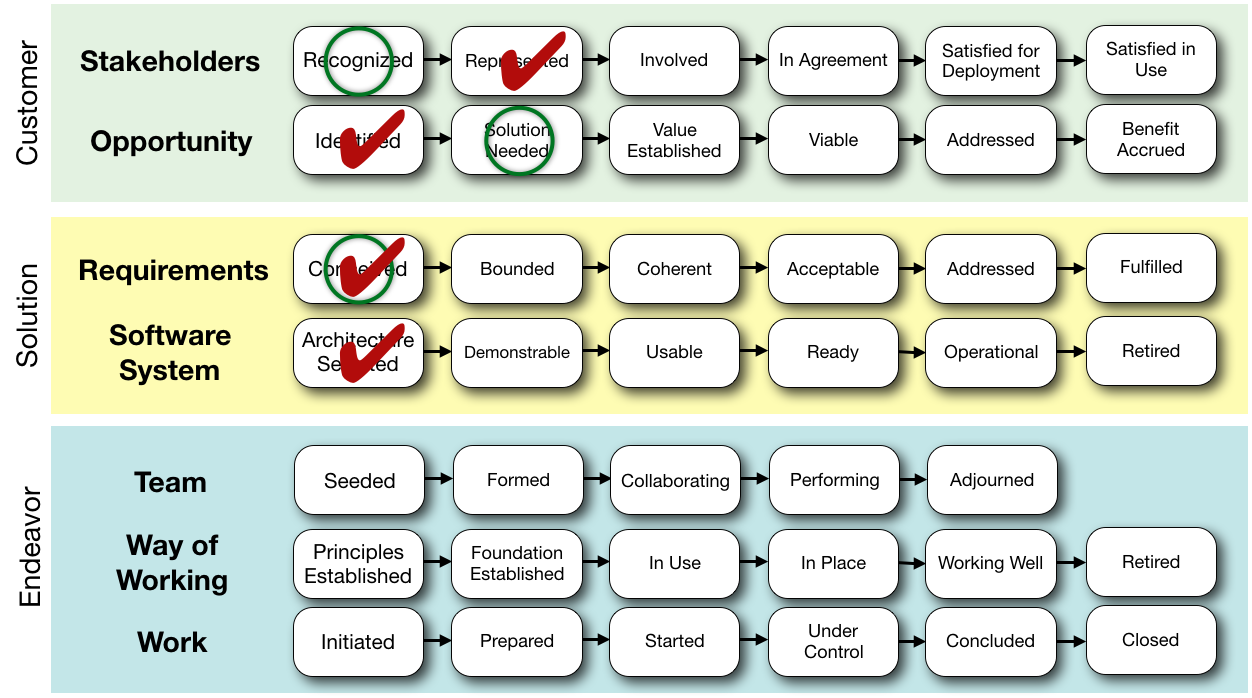 Customer
Stakeholders
Recognized
Represented
Involved
In Agreement
Satisfied for
Deployment
Satisfied in
Use
Opportunity
Identified
Solution
Needed
Value
Established
Viable
Addressed
Benefit
Accrued
Solution
Requirements
Conceived
Bounded
Coherent
Acceptable
Addressed
Fulfilled
Software
System
Architecture
Selected
Demonstrable
Usable
Ready
Operational
Retired
Endeavor
Team
Seeded
Formed
Collaborating
Performing
Adjourned
Way of
Working
Principles
Established
Foundation
Established
In Use
In Place
Working Well
Retired
Work
Initiated
Prepared
Started
Under
Control
Concluded
Closed